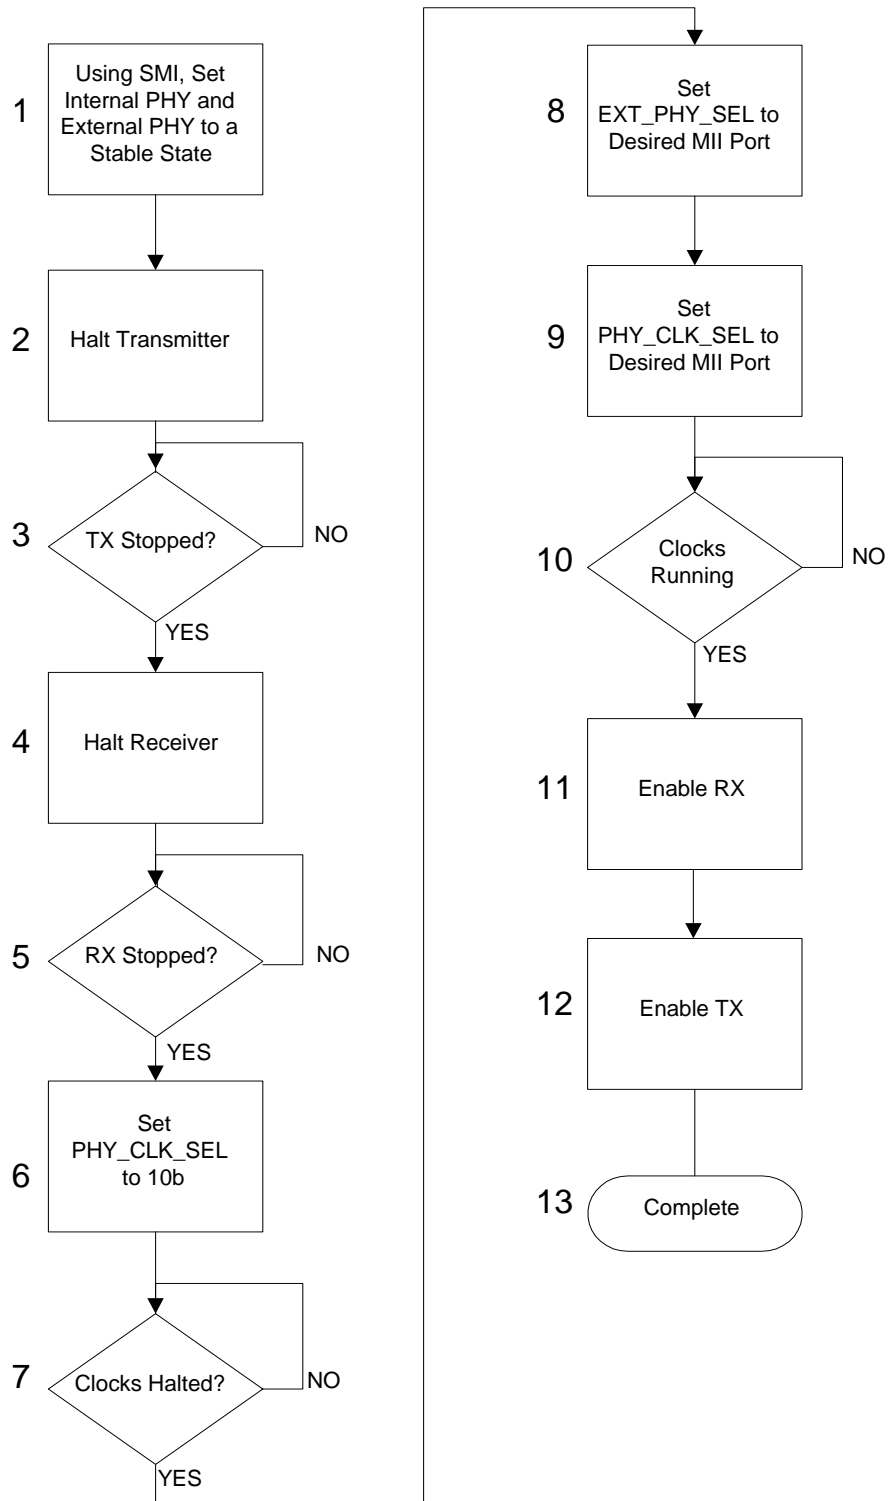 1
Using SMI, Set
Internal PHY and
External PHY to a
Stable State
2
Halt Transmitter
3
TX Stopped?
NO
YES
4
Halt Receiver
5
RX Stopped?
NO
YES
6
Set
PHY_CLK_SEL
to 10b
7
Clocks Halted?
NO
YES
8
Set
EXT_PHY_SEL to
Desired MII Port
9
Set
PHY_CLK_SEL to
Desired MII Port
10
Clocks
Running
NO
YES
11
Enable RX
12
Enable TX
13
Complete